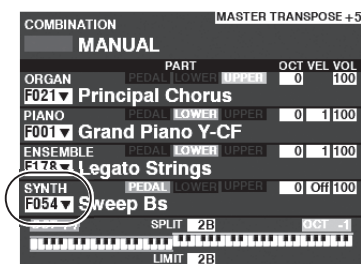 COMBINATION MASTER TRANSPOSE +5
MANUAL
PART OCT VEL VOL
ORGAN PEDAL LOWER UPPER 0 100
F021▼ Principal Chorus
PIANO PEDAL LOWER UPPER 0 1 100
F001▼ Grand Piano Y-CF
ENSEMBLE PEDAL LOWER UPPER 0 1 100
F178▼ Legato Strings
SYNTH PEDAL LOWER UPPER 0 Off 100
F054▼ Sweep Bs
SPLIT 2B OCT -1
LIMIT 2B